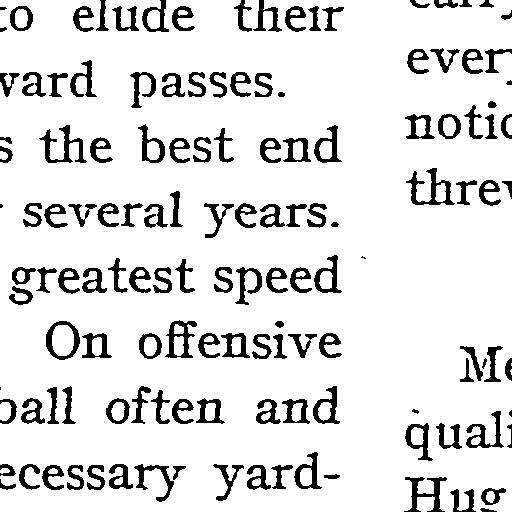 to elude their
ward passes.
s the best end
several years.
greatest speed
On offensive
ball often and
ecessary yard-
every
notic
threw
Me
quali
Hug